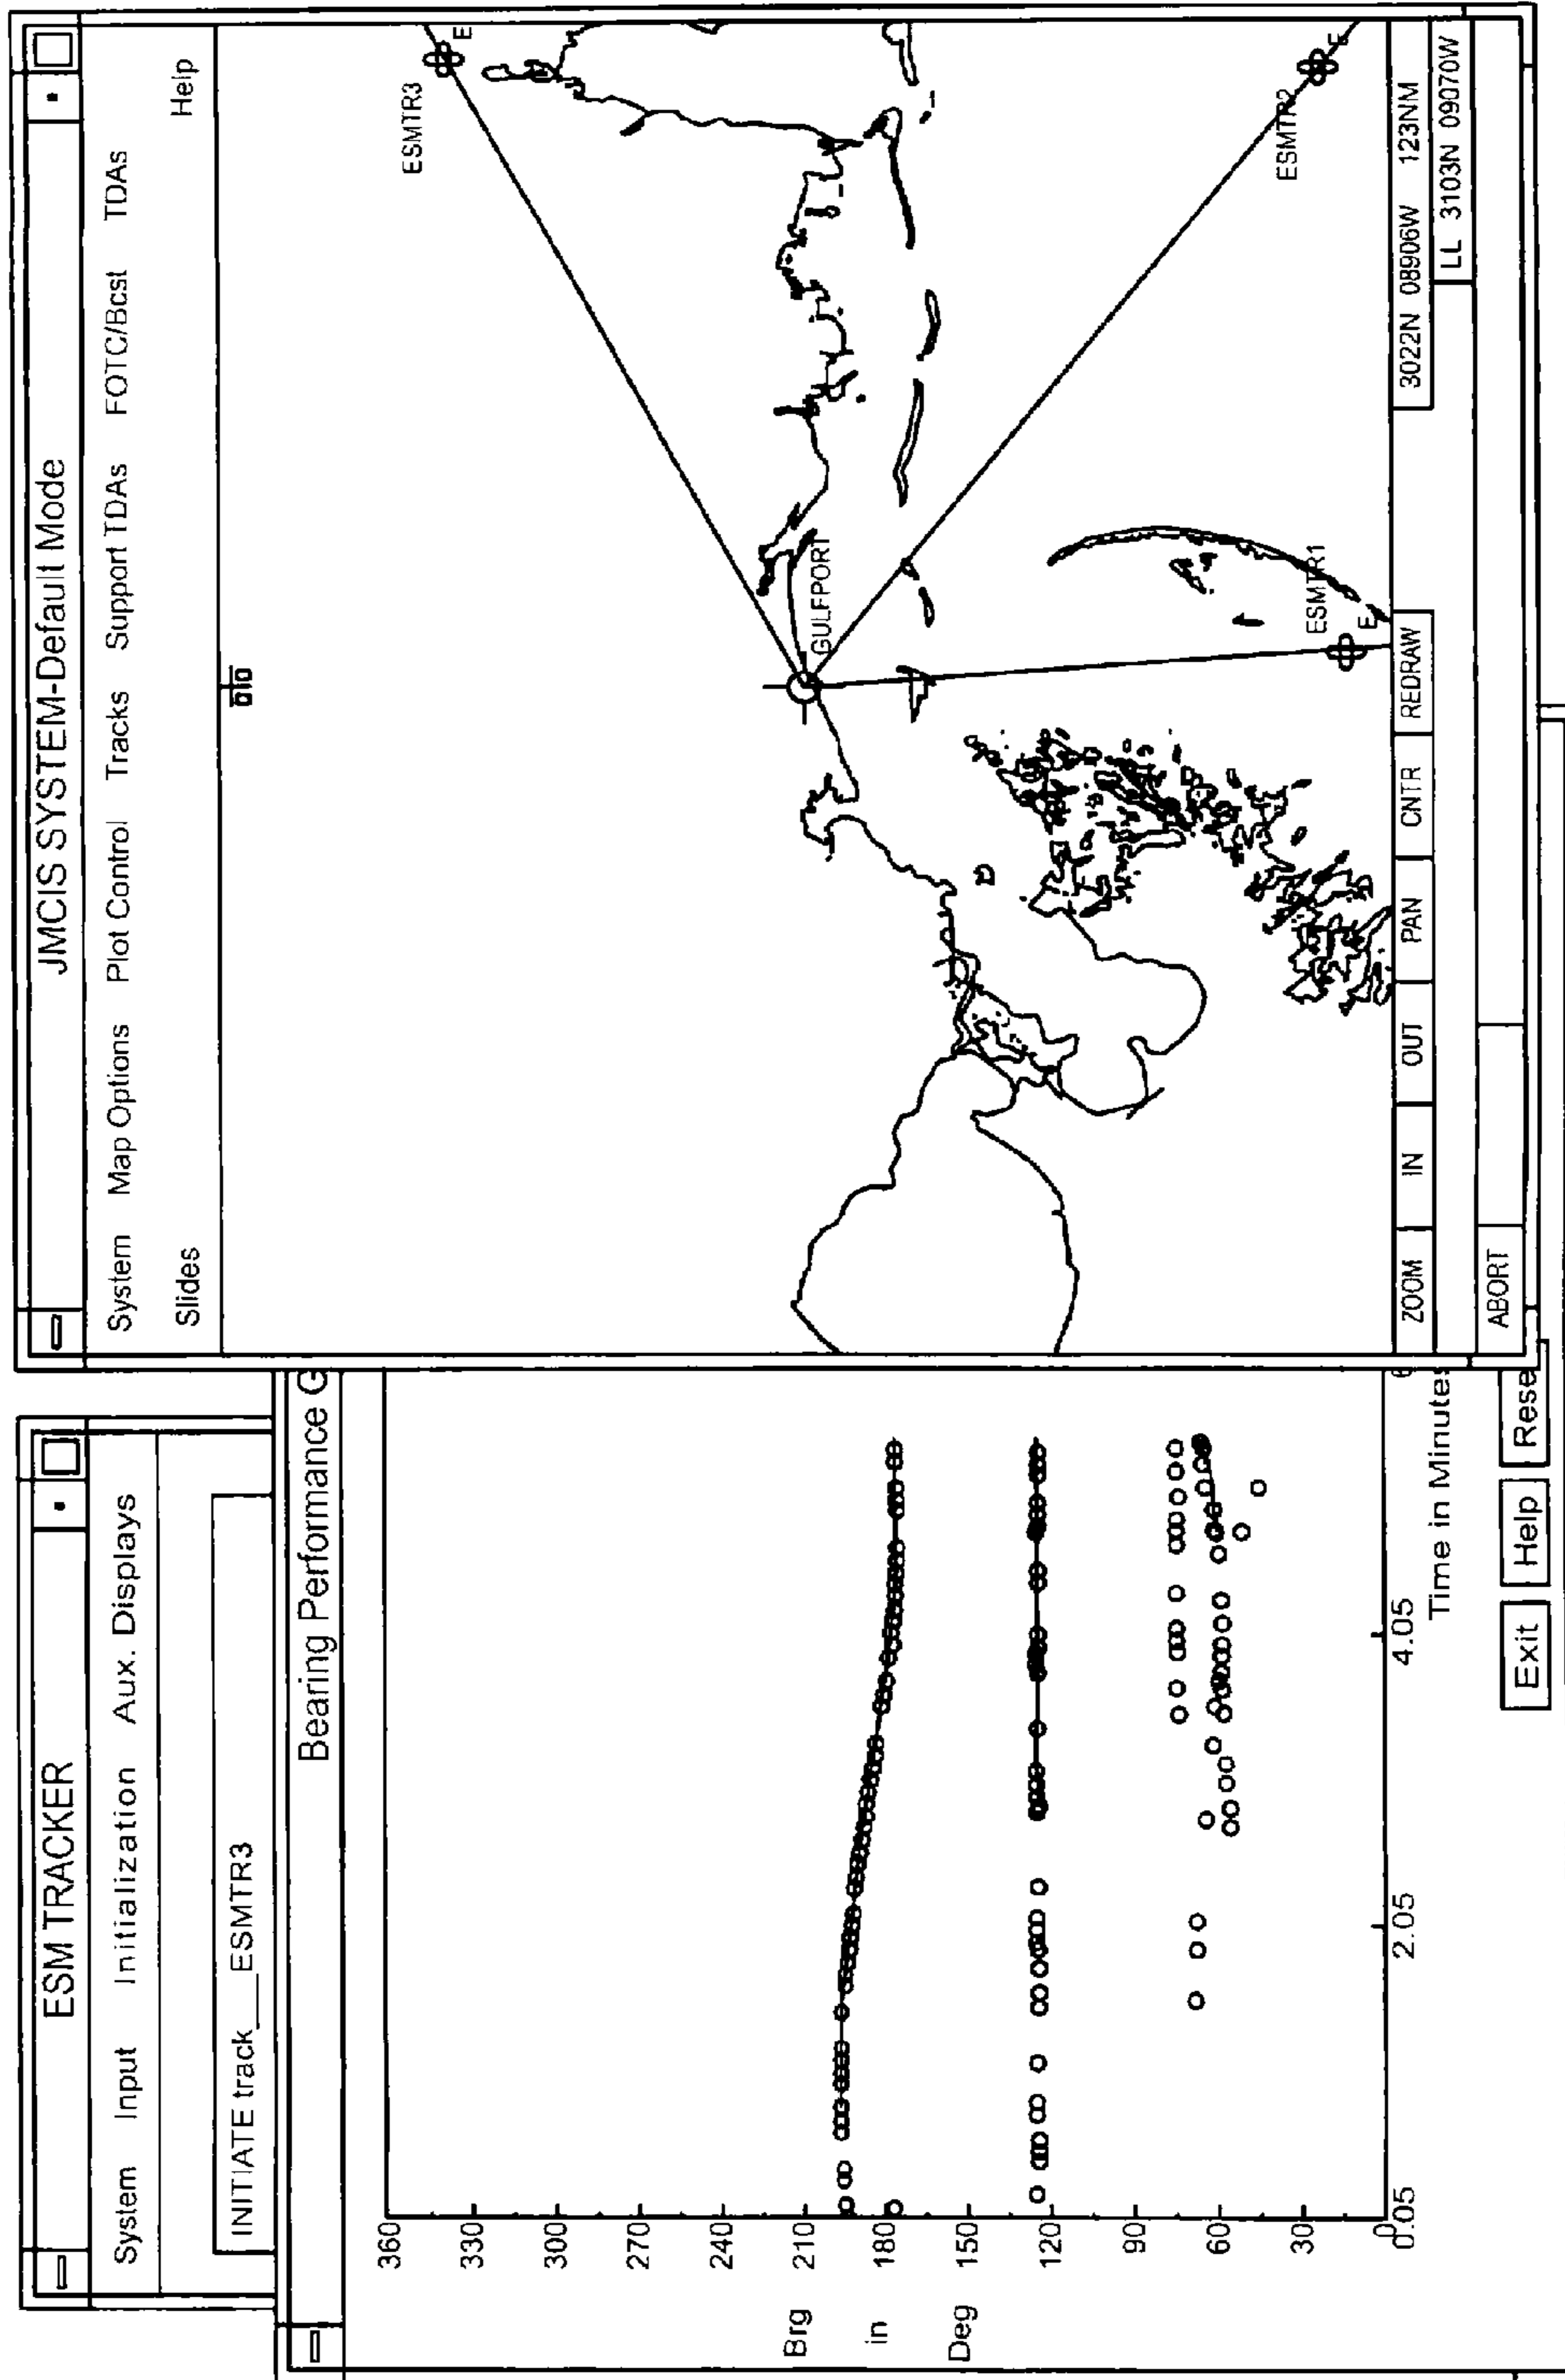 ESM TRACKER
System Input Initialization Aux. Displays
INITIATE track__ESMTR3
Bearing Performance G
360
330
300
270
240
210
180
150
120
90
60
30
0
Brg
in
Deg
0.05 2.05 4.05 6
Time in Minutes
Exit Help Rese
JMCIS SYSTEM-Default Mode
System Map Options Plot Control Tracks Support TDAs FOTC/Bcst TDAs
Slides Help
010
ESMTR3
E
GULFPORT
ESMTR1
E
ESMTR2
E
ZOOM IN OUT PAN CNTR REDRAW 3022N 08906W 123NM
LL 3103N 09070W
ABORT